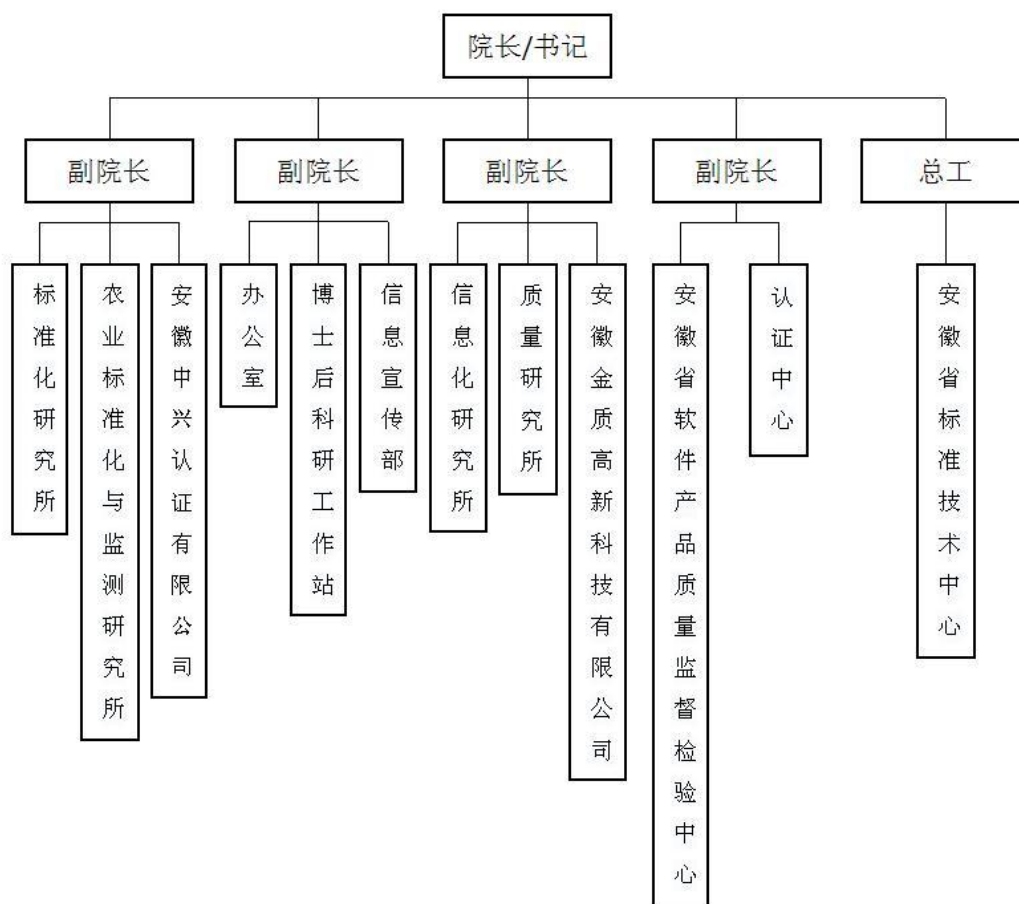 院长/书记
副院长
副院长
副院长
副院长
总工
标准化研究所
农业标准化与监测研究所
安徽中兴认证有限公司
办公室
博士后科研工作站
信息宣传部
信息化研究所
质量研究所
安徽金质高新科技有限公司
安徽省软件产品质量监督检验中心
认证中心
安徽省标准技术中心